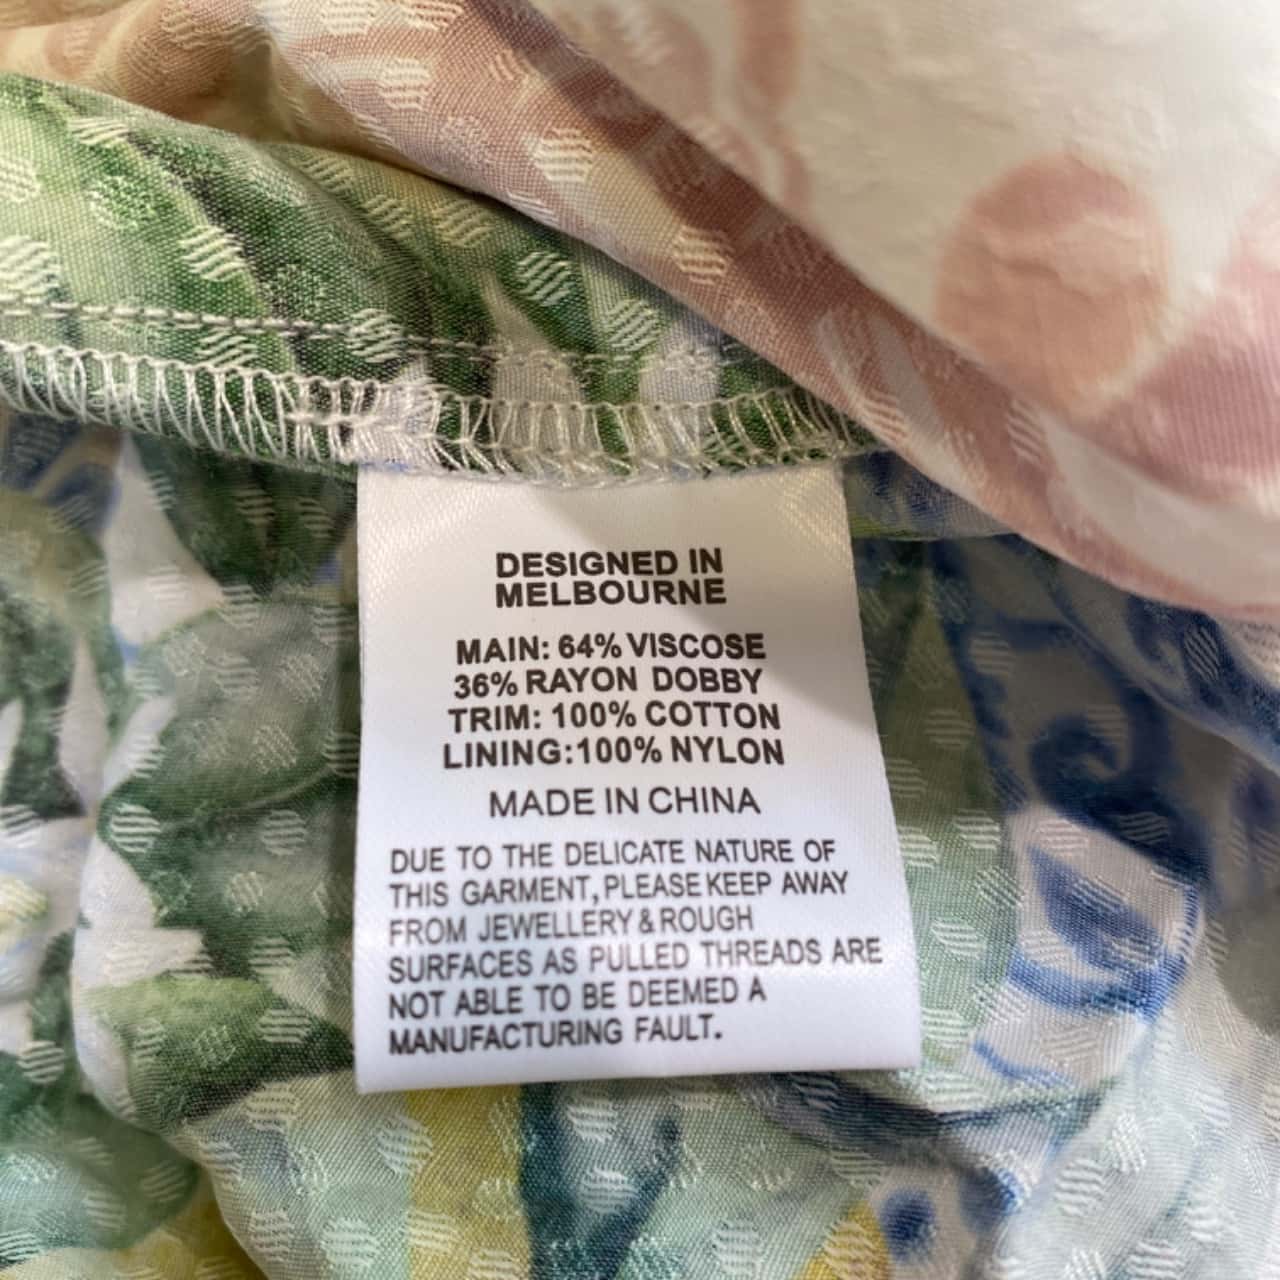 DESIGNED IN
MELBOURNE
MAIN: 64% VISCOSE
36% RAYON DOBBY
TRIM: 100% COTTON
LINING:100% NYLON
MADE IN CHINA
DUE TO THE DELICATE NATURE OF
THIS GARMENT,PLEASE KEEP AWAY
FROM JEWELLERY & ROUGH
SURFACES AS PULLED THREADS ARE
NOT ABLE TO BE DEEMED A
MANUFACTURING FAULT.